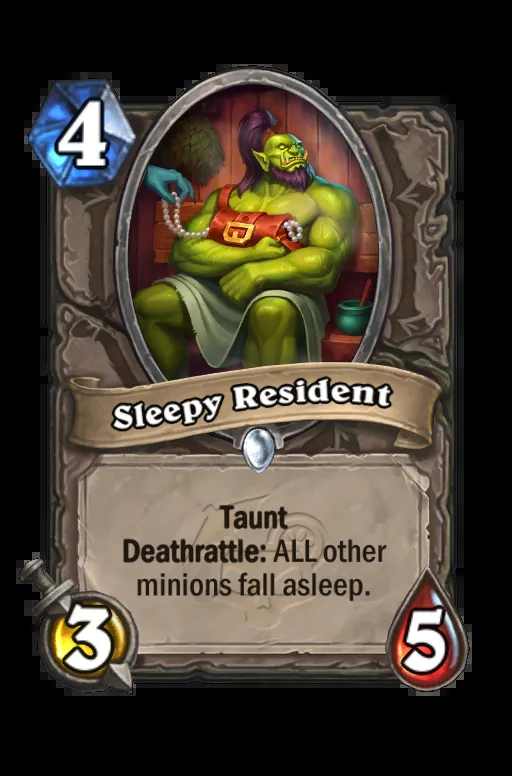 4
Sleepy Resident
Taunt
Deathrattle: ALL other
minions fall asleep.
3
5